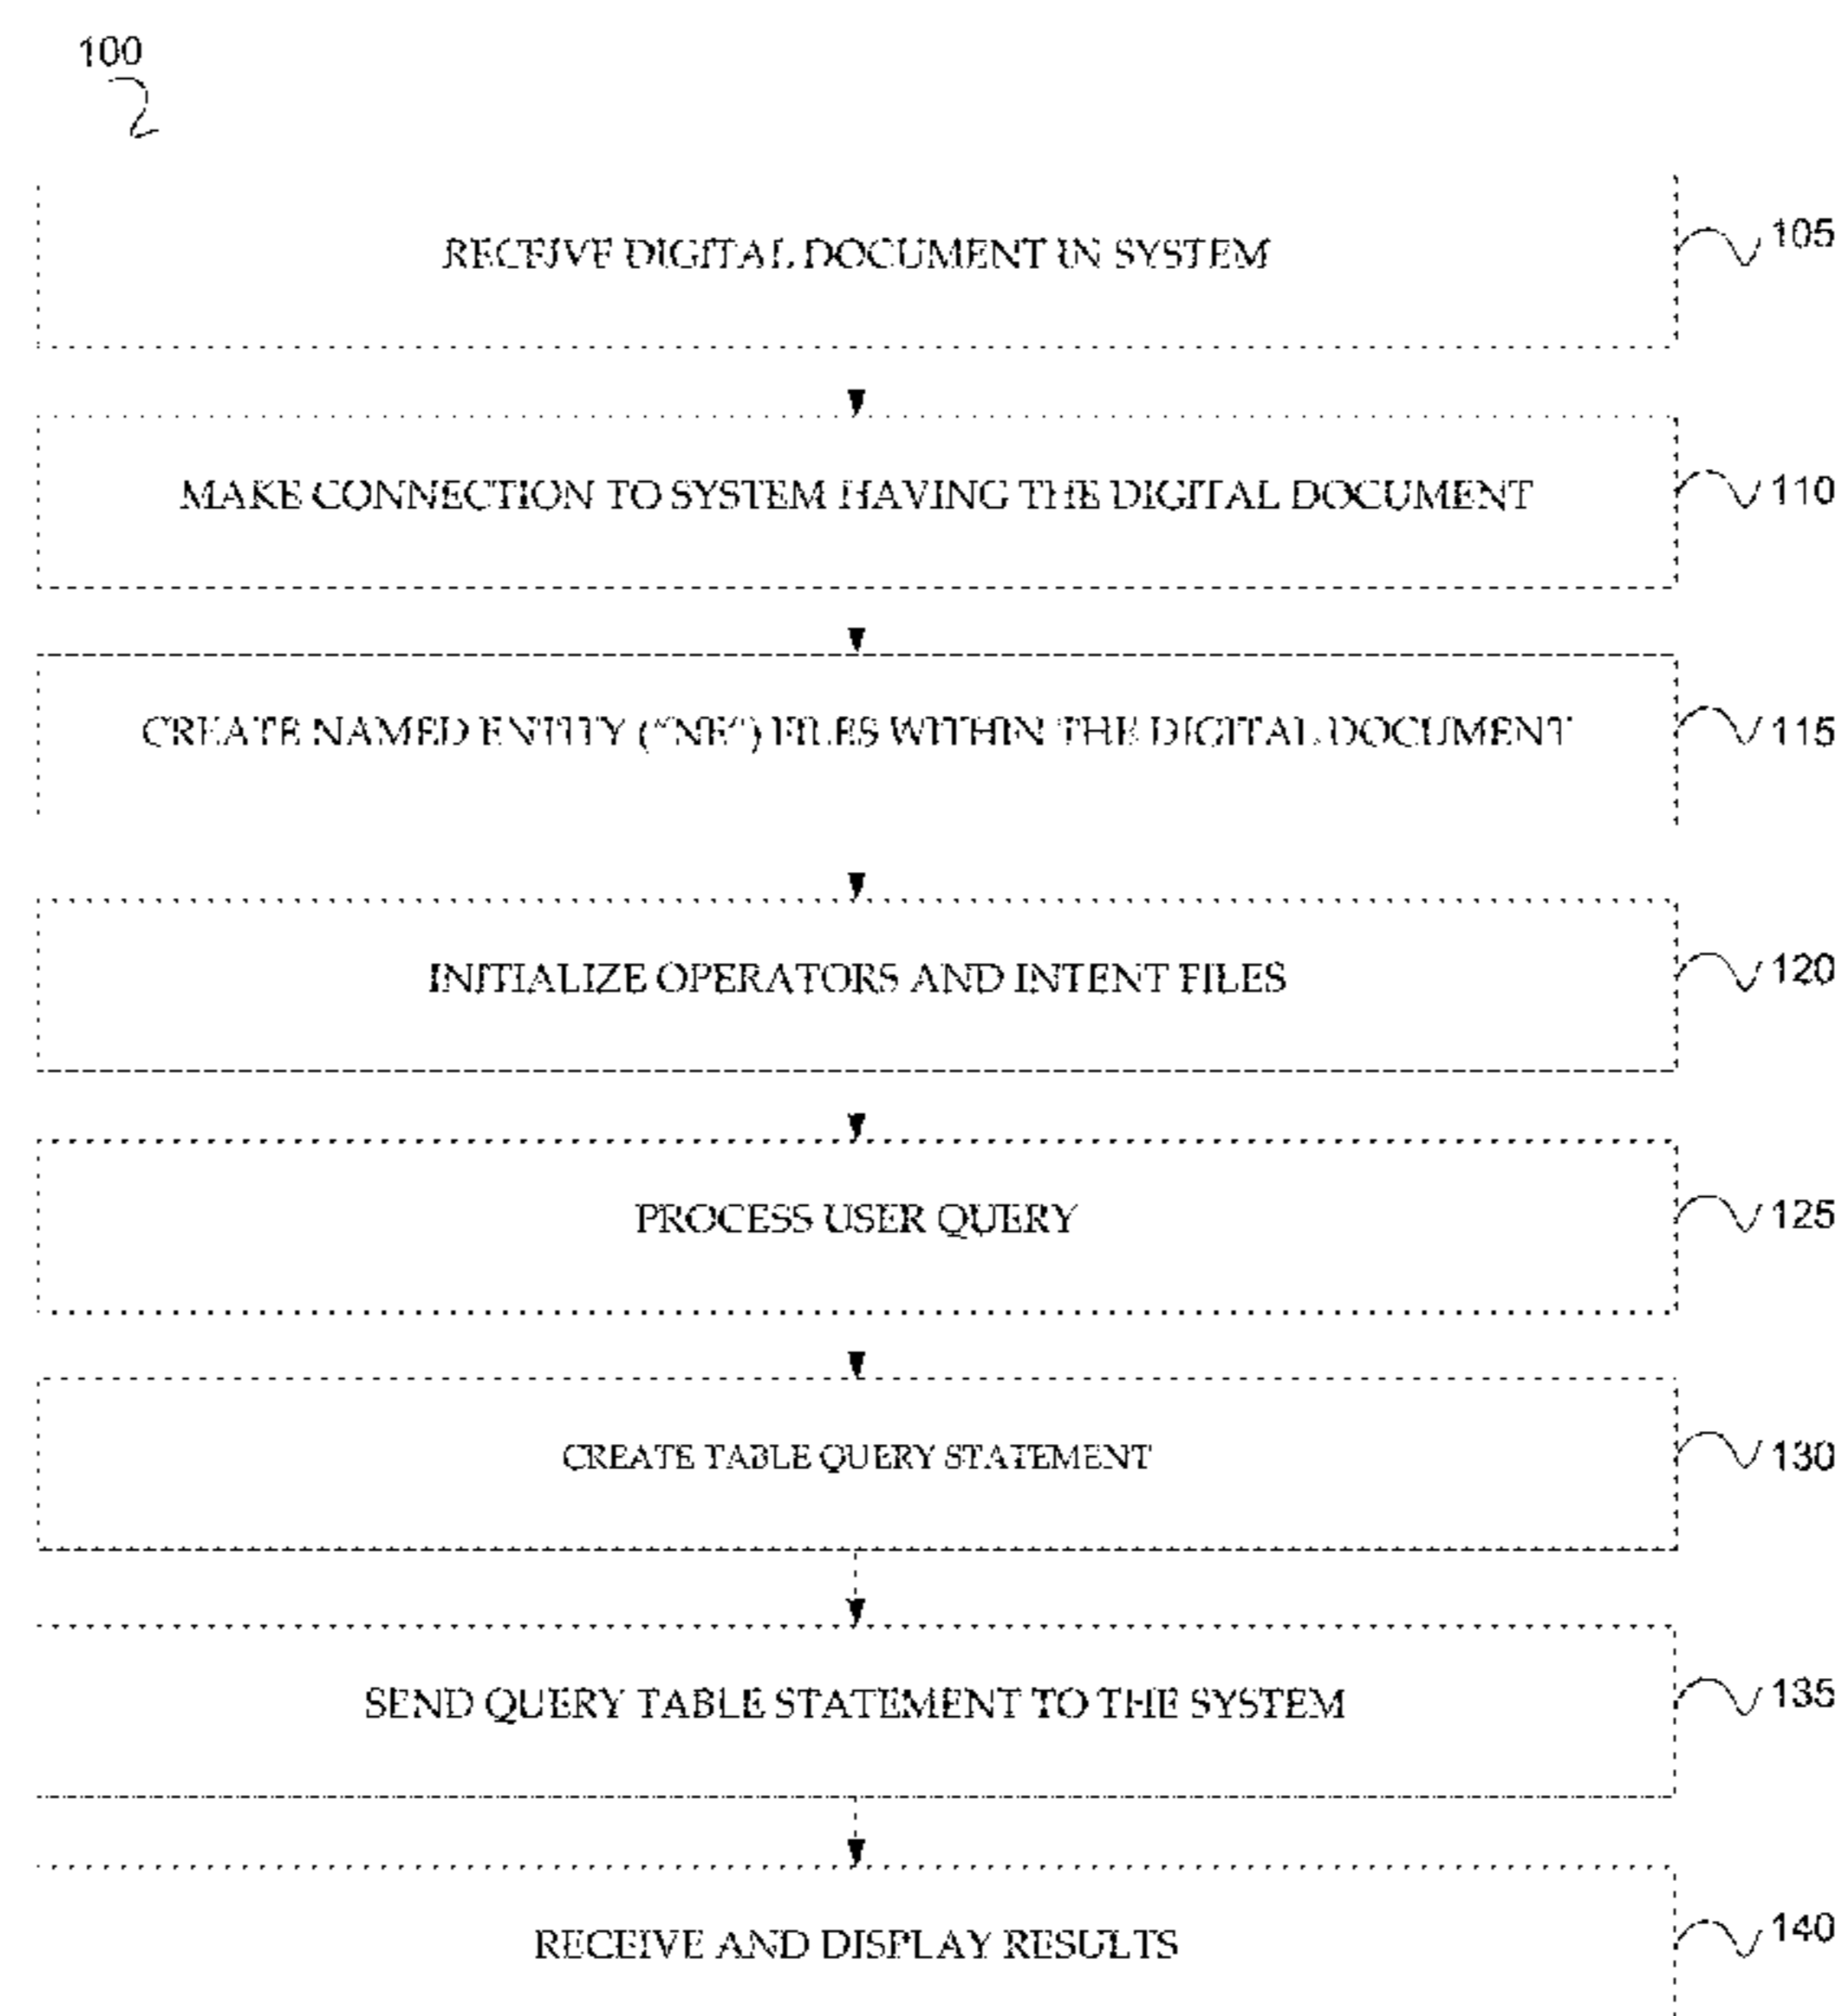 100
RECEIVE DIGITAL DOCUMENT IN SYSTEM
105
MAKE CONNECTION TO SYSTEM HAVING THE DIGITAL DOCUMENT
110
CREATE NAMED ENTITY (“NE”) FILES WITHIN THE DIGITAL DOCUMENT
115
INITIALIZE OPERATORS AND INTENT FILES
120
PROCESS USER QUERY
125
CREATE TABLE QUERY STATEMENT
130
SEND QUERY TABLE STATEMENT TO THE SYSTEM
135
RECEIVE AND DISPLAY RESULTS
140